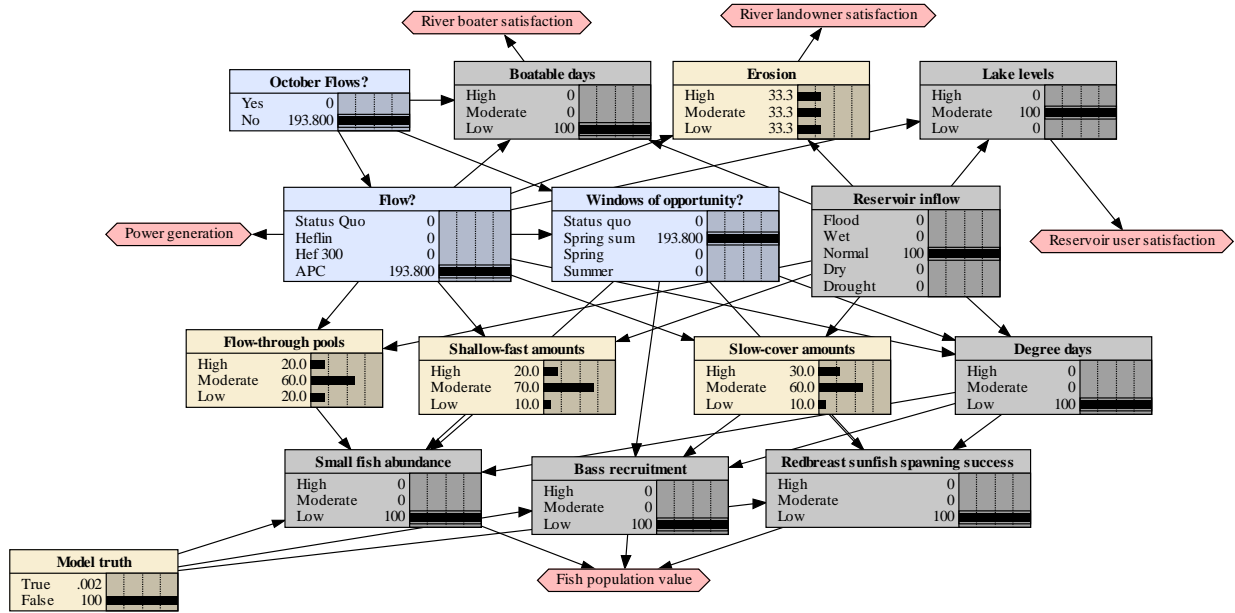 River boater satisfaction
River landowner satisfaction
October Flows?
Yes 0
No 193.800
Boatable days
High 0
Moderate 0
Low 100
Erosion
High 33.3
Moderate 33.3
Low 33.3
Lake levels
High 0
Moderate 100
Low 0
Power generation
Flow?
Status Quo 0
Heflin 0
Hef 300 0
APC 193.800
Windows of opportunity?
Status quo 0
Spring sum 193.800
Spring 0
Summer 0
Reservoir inflow
Flood 0
Wet 0
Normal 100
Dry 0
Drought 0
Reservoir user satisfaction
Flow-through pools
High 20.0
Moderate 60.0
Low 20.0
Shallow-fast amounts
High 20.0
Moderate 70.0
Low 10.0
Slow-cover amounts
High 30.0
Moderate 60.0
Low 10.0
Degree days
High 0
Moderate 0
Low 100
Small fish abundance
High 0
Moderate 0
Low 100
Bass recruitment
High 0
Moderate 0
Low 100
Redbreast sunfish spawning success
High 0
Moderate 0
Low 100
Model truth
True .002
False 100
Fish population value